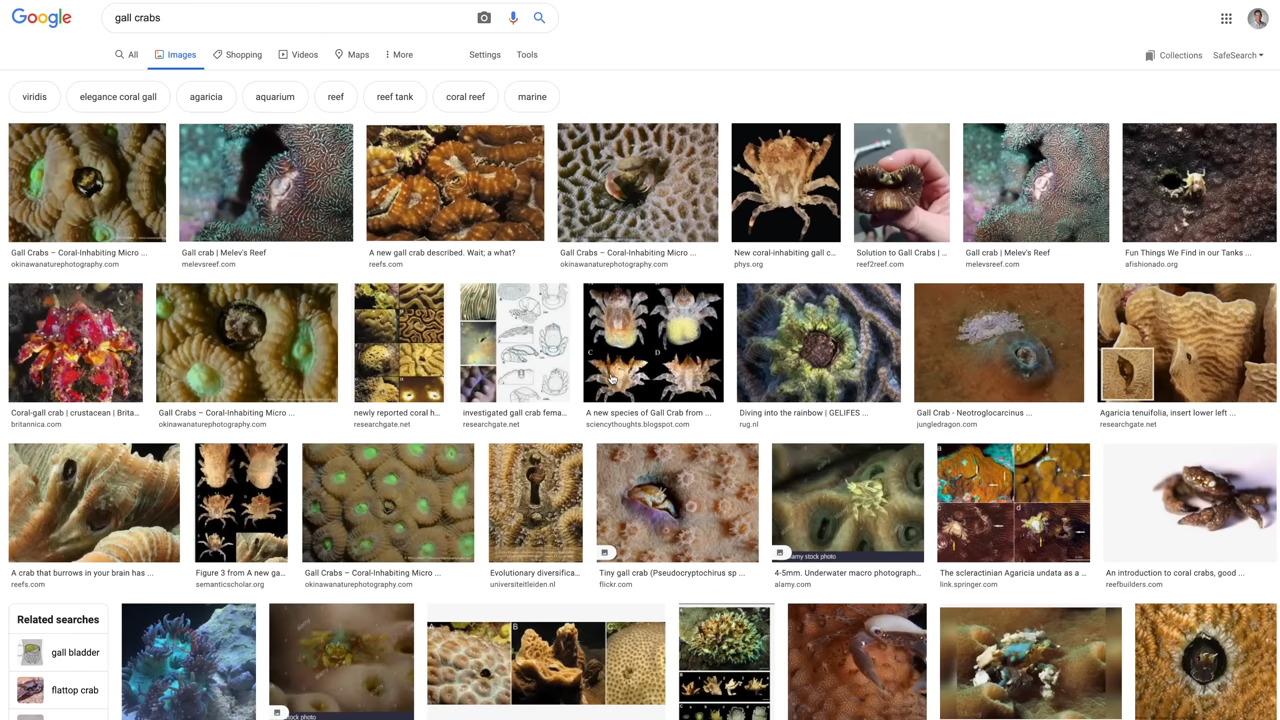 Google
gall crabs
All
Images
Shopping
Videos
Maps
More
Settings
Tools
Collections
SafeSearch
viridis
elegance coral gall
agaricia
aquarium
reef
reef tank
coral reef
marine
Gall Crabs – Coral-Inhabiting Micro ...
okinawanaturephotography.com
Gall crab | Melev's Reef
melevsreef.com
A new gall crab described. Wait; a what?
reefs.com
Gall Crabs – Coral-Inhabiting Micro ...
okinawanaturephotography.com
New coral-inhabiting gall c...
phys.org
Solution to Gall Crabs | ...
reef2reef.com
Gall crab | Melev's Reef
melevsreef.com
Fun Things We Find in our Tanks ...
afishionado.org
Coral-gall crab | crustacean | Brita...
britannica.com
Gall Crabs – Coral-Inhabiting Micro ...
okinawanaturephotography.com
newly reported coral h...
researchgate.net
investigated gall crab fema...
researchgate.net
C
D
A new species of Gall Crab from ...
sciencythoughts.blogspot.com
Diving into the rainbow | GELIFES ...
rug.nl
Gall Crab - Neotroglocarcinus ...
jungledragon.com
Agaricia tenuifolia, insert lower left ...
researchgate.net
A crab that burrows in your brain has ...
reefs.com
Figure 3 from A new ga...
semanticscholar.org
Gall Crabs – Coral-Inhabiting Micro ...
okinawanaturephotography.com
Evolutionary diversifica...
universiteitleiden.nl
Tiny gall crab (Pseudocryptochirus sp ...
flickr.com
alamy stock photo
4-5mm. Underwater macro photograph...
alamy.com
a
b
c
d
The scleractinian Agaricia undata as a ...
link.springer.com
An introduction to coral crabs, good ...
reefbuilders.com
Related searches
gall bladder
flattop crab
stock photo
A
B
C